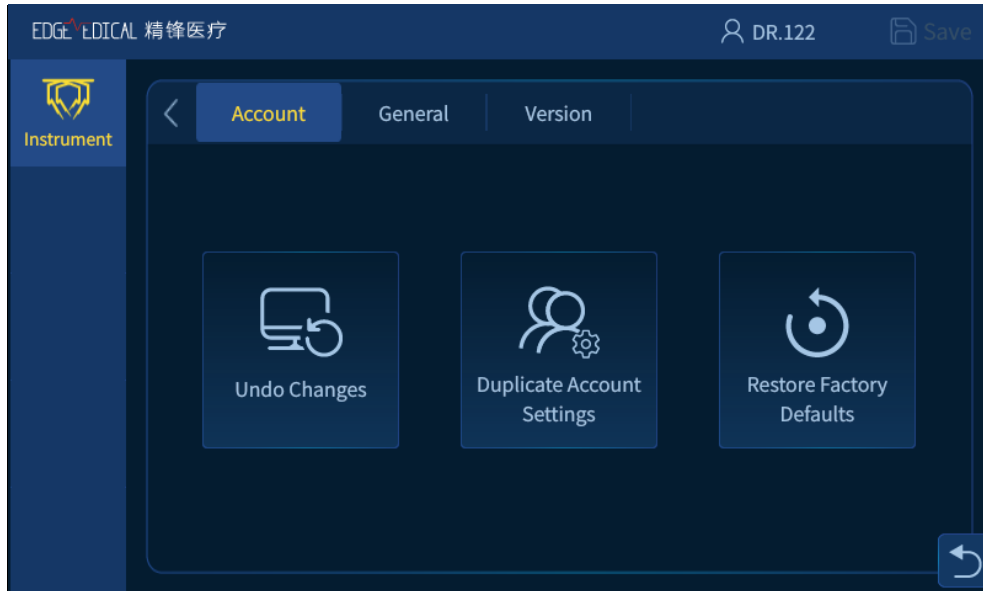 EDGE MEDICAL 精锋医疗
DR.122
Save
Instrument
Account
General
Version
Undo Changes
Duplicate Account
Settings
Restore Factory
Defaults